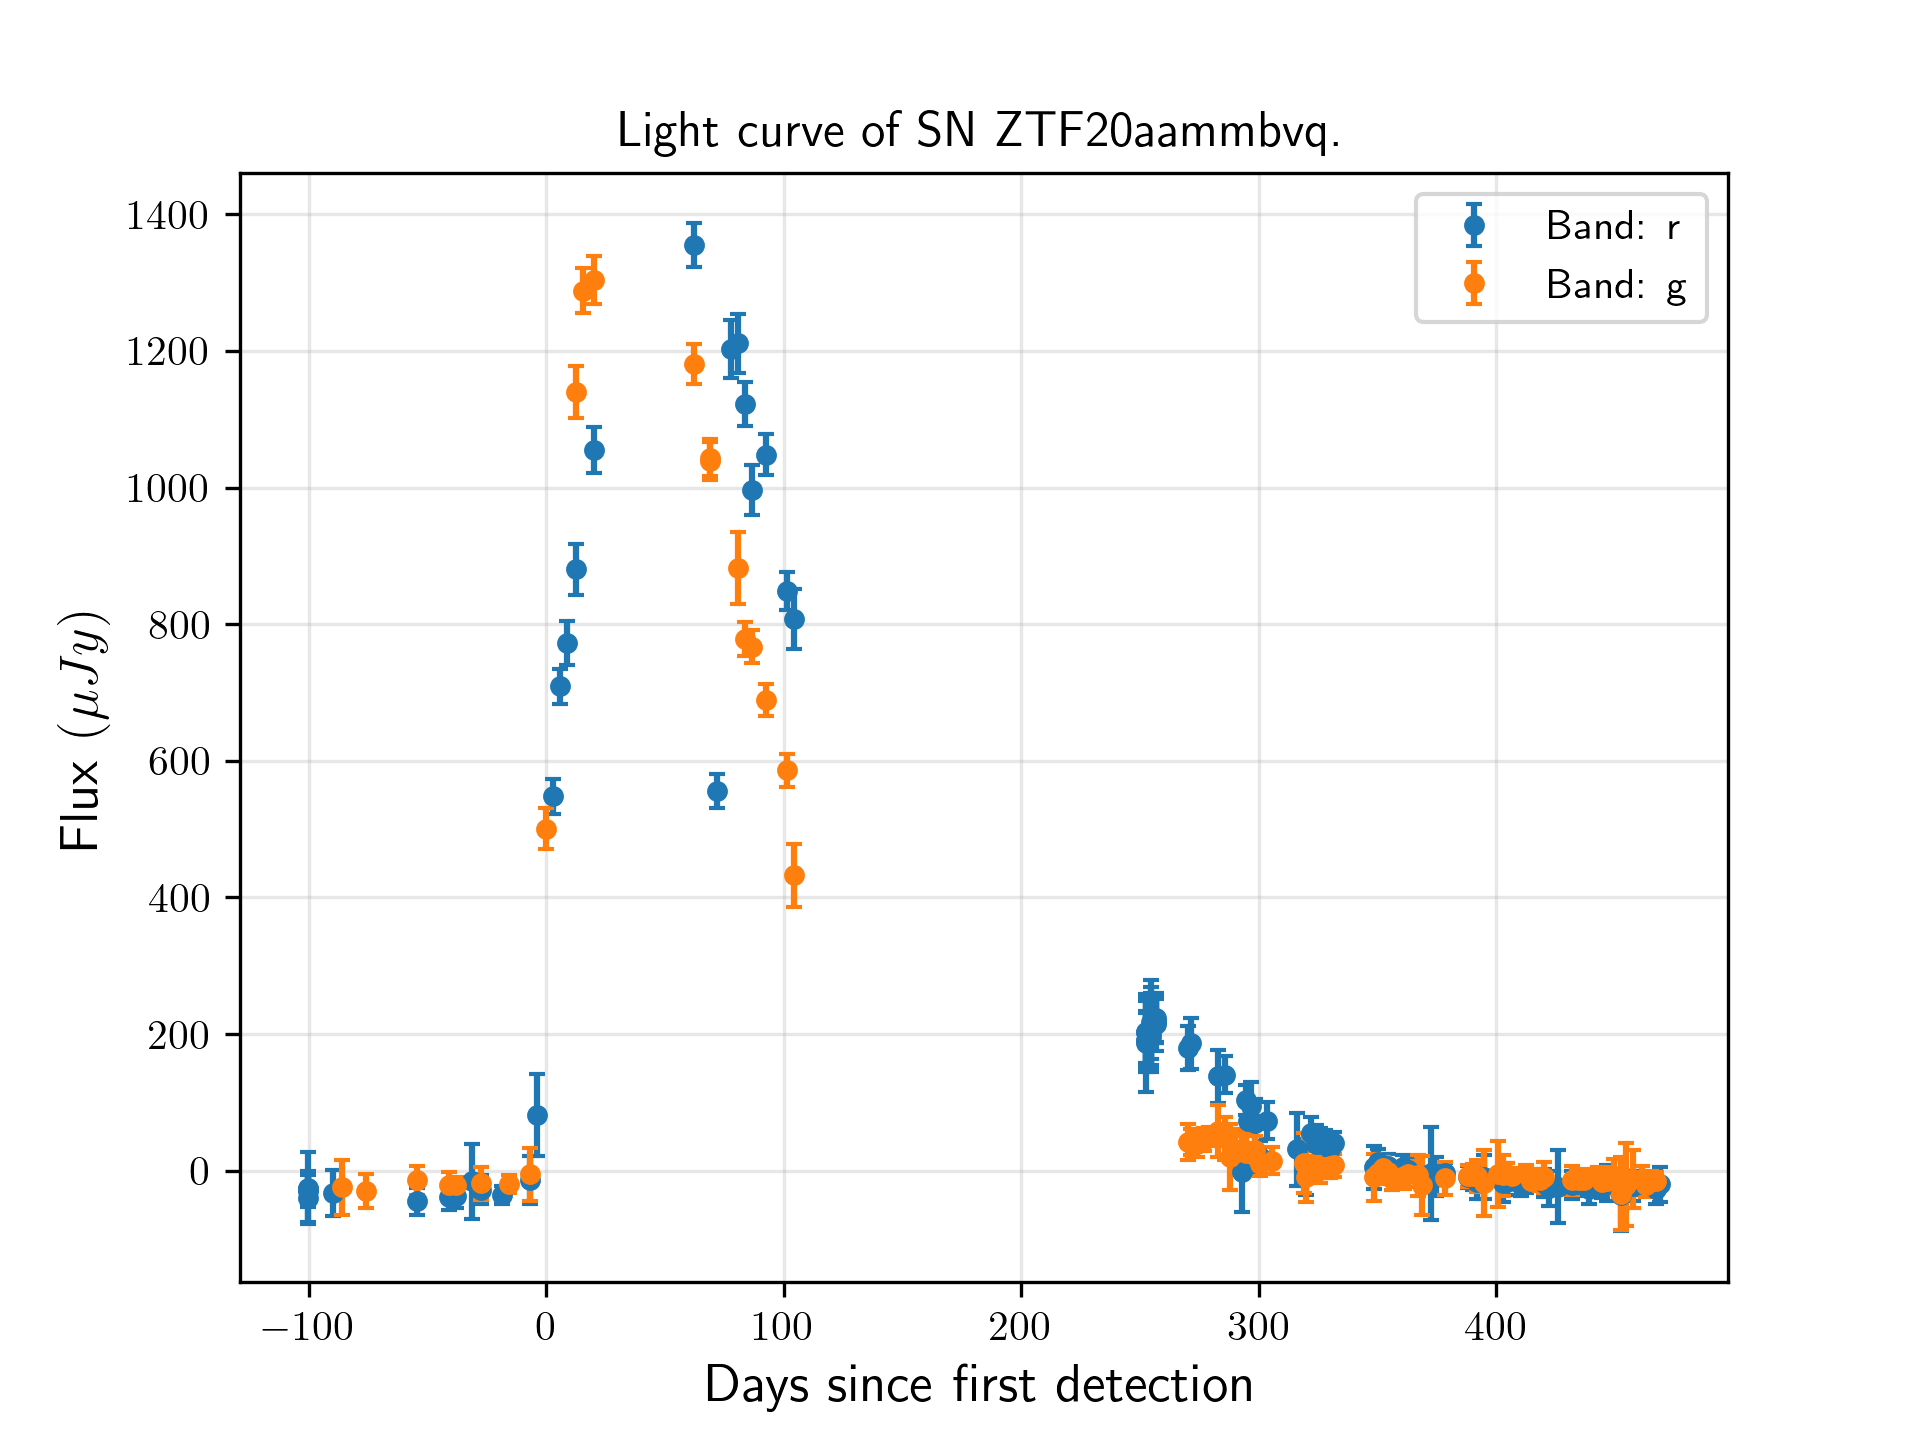 Light curve of SN ZTF20aammbvq.
1400
1200
1000
800
600
400
200
0
Flux (μJy)
Band: r
Band: g
−100 0 100 200 300 400
Days since first detection